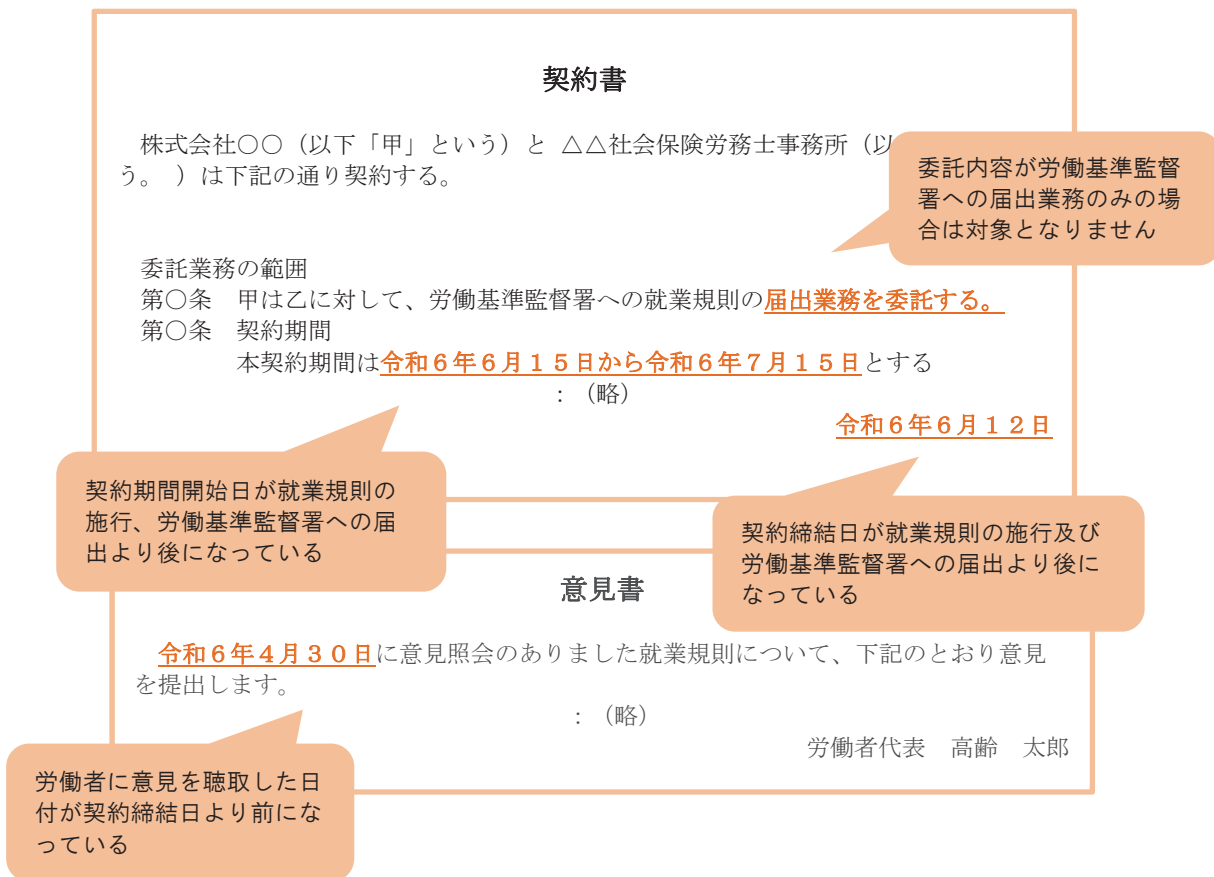 契約書
株式会社〇〇（以下「甲」という）と △△社会保険労務士事務所（以
う。 ）は下記の通り契約する。
委託内容が労働基準監督
署への届出業務のみの場
合は対象となりません
委託業務の範囲
第〇条　甲は乙に対して、労働基準監督署への就業規則の届出業務を委託する。
第〇条　契約期間
本契約期間は令和６年６月１５日から令和６年７月１５日とする
：（略）
令和６年６月１２日
契約期間開始日が就業規則の
施行、労働基準監督署への届
出より後になっている
契約締結日が就業規則の施行及び
労働基準監督署への届出より後に
なっている
意見書
令和６年４月３０日に意見照会のありました就業規則について、下記のとおり意見
を提出します。
：（略）
労働者代表　高齢　太郎
労働者に意見を聴取した日
付が契約締結日より前にな
っている